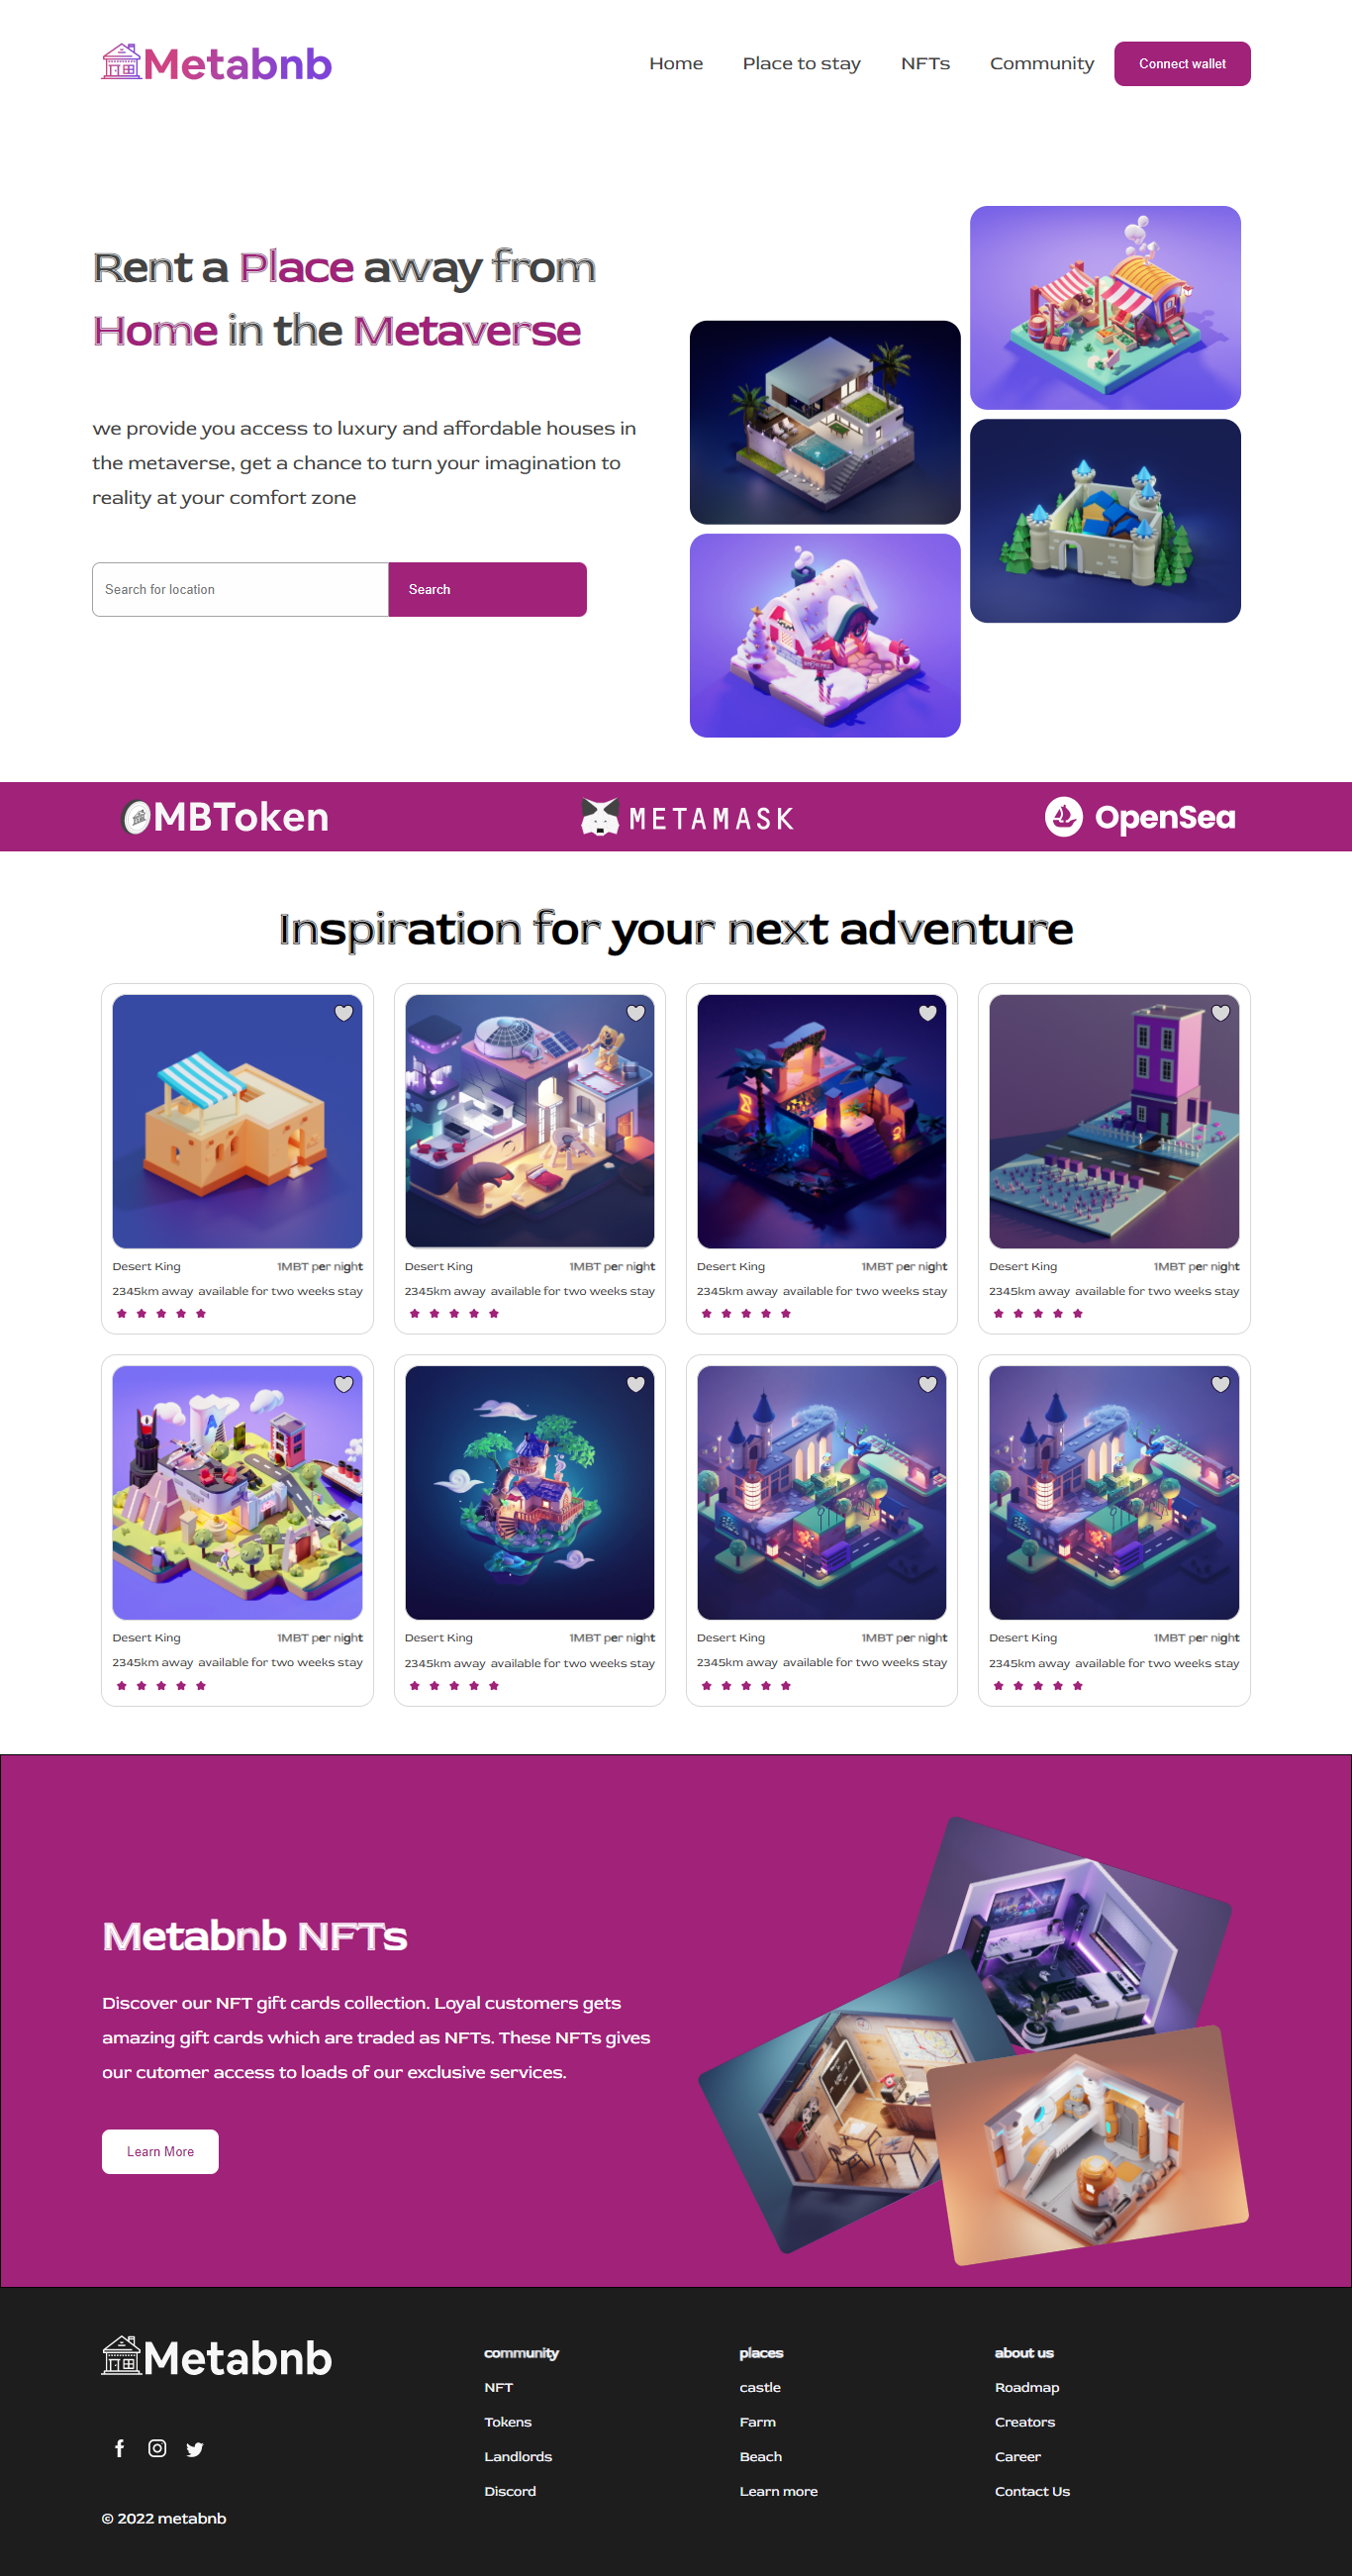 Metabnb
Home Place to stay NFTs Community Connect wallet
Rent a Place away from
Home in the Metaverse
we provide you access to luxury and affordable houses in
the metaverse, get a chance to turn your imagination to
reality at your comfort zone
Search for location Search
MBToken METAMASK OpenSea
Inspiration for your next adventure
Desert King 1MBT per night
2345km away available for two weeks stay
Desert King 1MBT per night
2345km away available for two weeks stay
Desert King 1MBT per night
2345km away available for two weeks stay
Desert King 1MBT per night
2345km away available for two weeks stay
Desert King 1MBT per night
2345km away available for two weeks stay
Desert King 1MBT per night
2345km away available for two weeks stay
Desert King 1MBT per night
2345km away available for two weeks stay
Desert King 1MBT per night
2345km away available for two weeks stay
Metabnb NFTs
Discover our NFT gift cards collection. Loyal customers gets
amazing gift cards which are traded as NFTs. These NFTs gives
our cutomer access to loads of our exclusive services.
Learn More
Metabnb
© 2022 metabnb
community
NFT
Tokens
Landlords
Discord
places
castle
Farm
Beach
Learn more
about us
Roadmap
Creators
Career
Contact Us